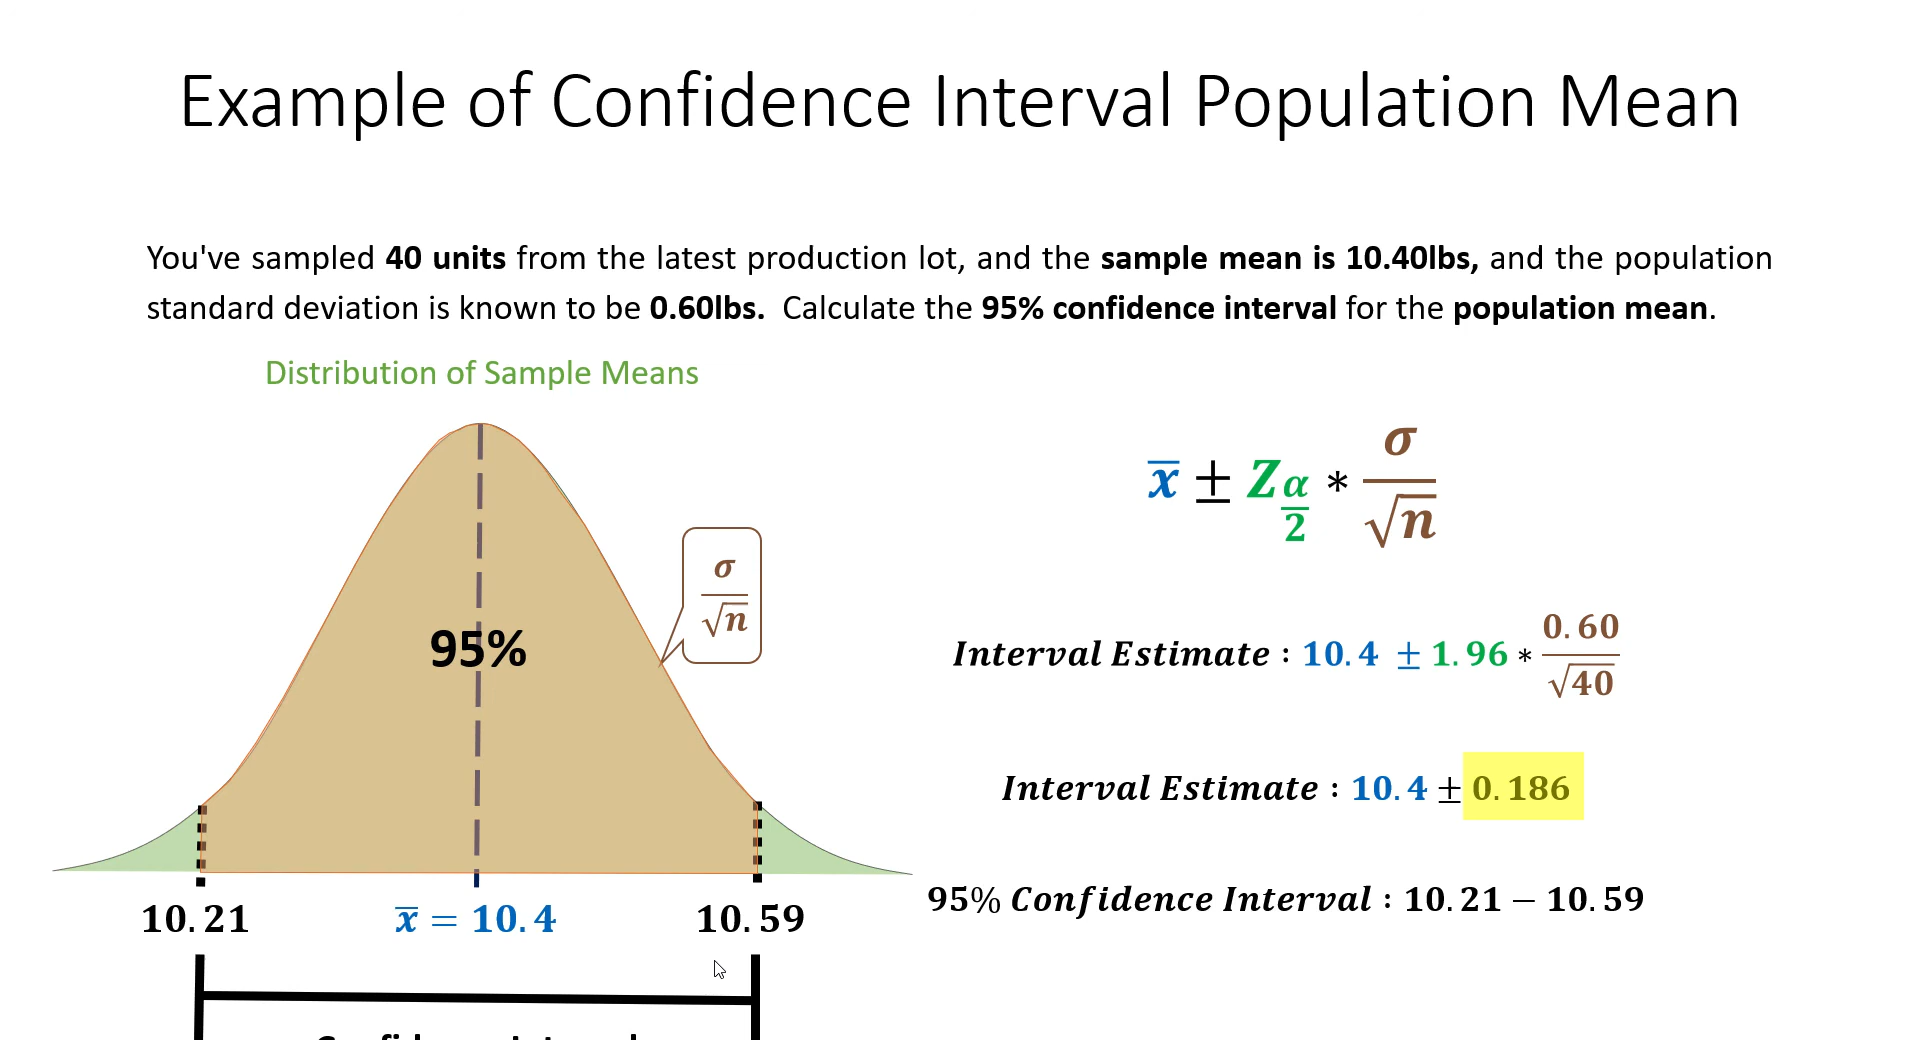 Example of Confidence Interval Population Mean
You've sampled 40 units from the latest production lot, and the sample mean is 10.40lbs, and the population
standard deviation is known to be 0.60lbs. Calculate the 95% confidence interval for the population mean.
Distribution of Sample Means
σ
√n
95%
10.21
x̅ = 10.4
10.59
x̅ ± Z α/2 * σ/√n
Interval Estimate : 10.4 ± 1.96 * 0.60/√40
Interval Estimate : 10.4 ± 0.186
95% Confidence Interval : 10.21 − 10.59